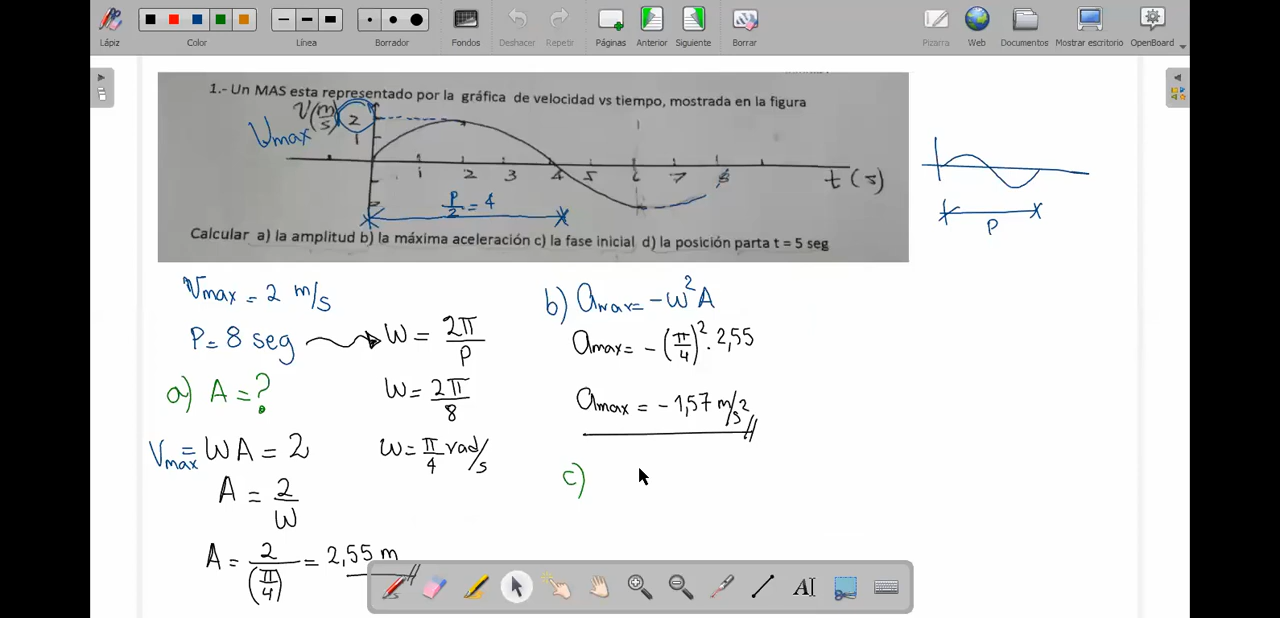 Lápiz Color Línea Borrador Fondos Deshacer Repetir Páginas Anterior Siguiente Borrar Pizarra Web Documentos Mostrar escritorio OpenBoard
1.- Un MAS esta representado por la gráfica de velocidad vs tiempo, mostrada en la figura
V(m/s) 2
Vmax 1
1 2 3 4 5 6 7 8 t(s)
P/2 = 4
P
Calcular a) la amplitud b) la máxima aceleración c) la fase inicial d) la posición parta t = 5 seg
Vmax = 2 m/s
P = 8 seg
a) A = ?
Vmax = WA = 2
A = 2/W
A = 2/(π/4) = 2,55 m
W = 2π/P
W = 2π/8
W = π/4 rad/s
b) amax = -W²A
amax = -(π/4)² . 2,55
amax = -1,57 m/s²
c)
AI